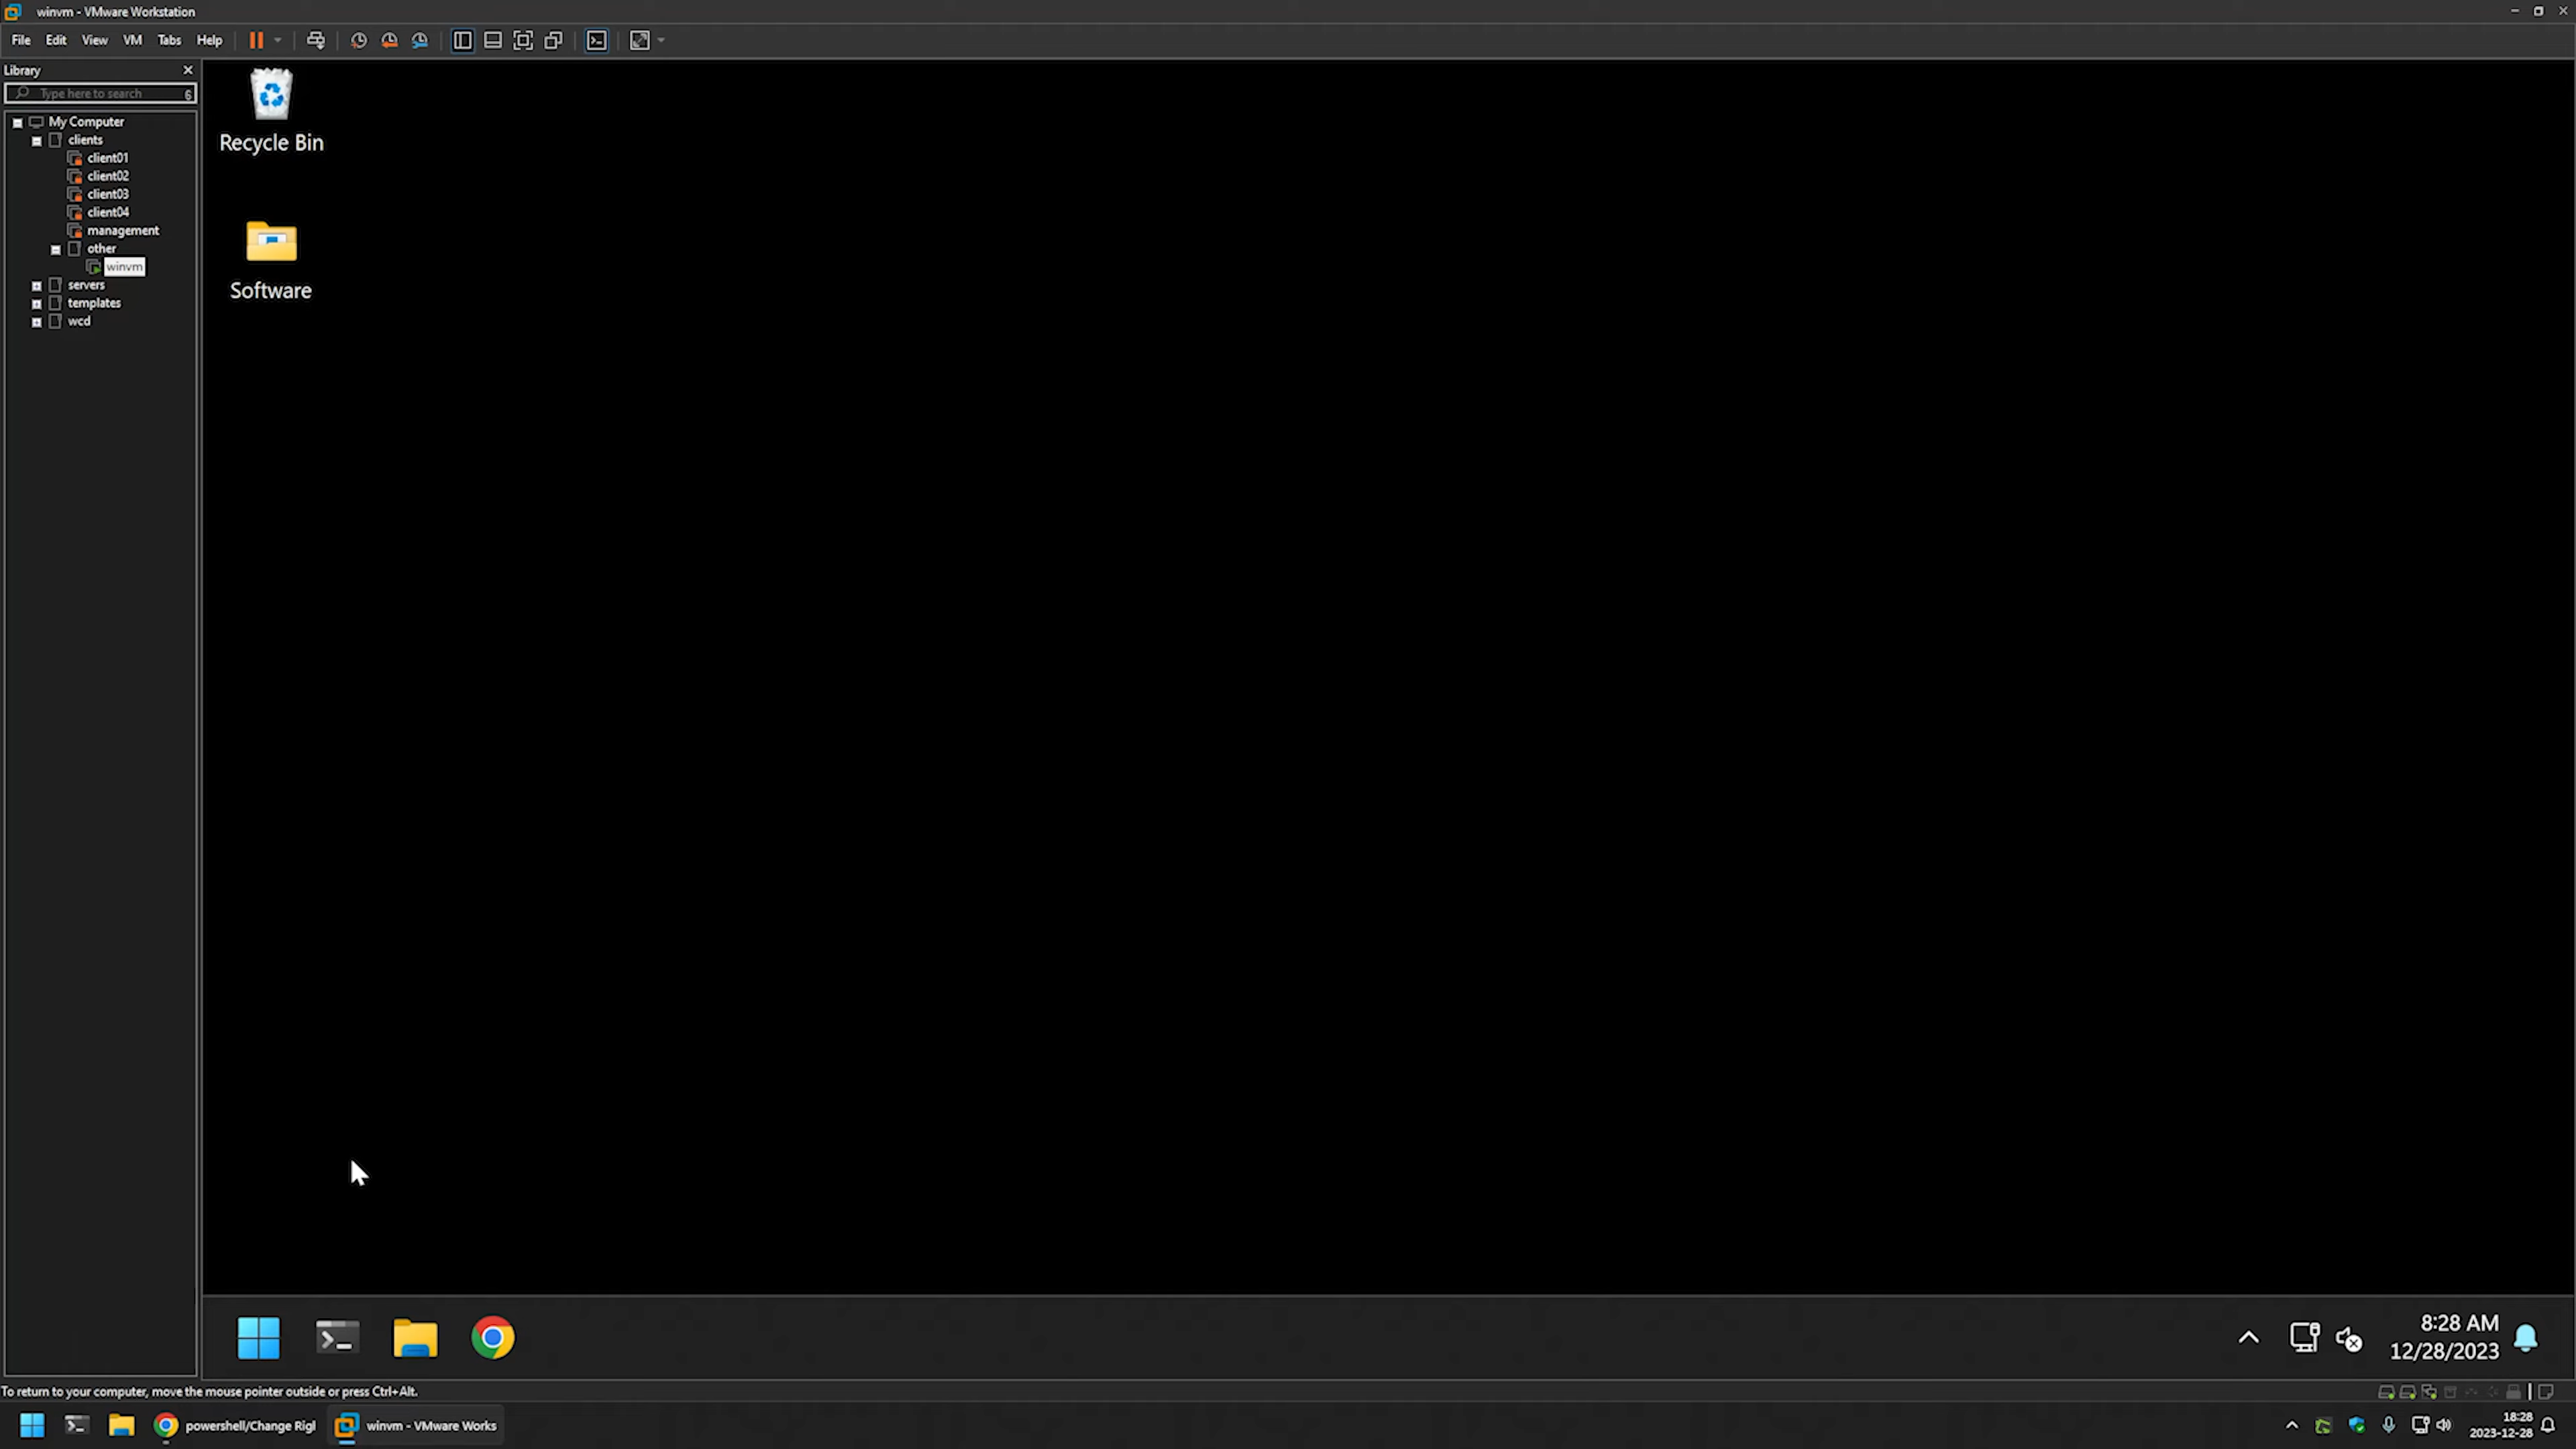 winvm - VMware Workstation
File Edit View VM Tabs Help
Library
Type here to search 6
My Computer
clients
client01
client02
client03
client04
management
other
winvm
servers
templates
wcd
Recycle Bin
Software
8:28 AM
12/28/2023
To return to your computer, move the mouse pointer outside or press Ctrl+Alt.
powershell/Change Rigl
winvm - VMware Works
18:28
2023-12-28